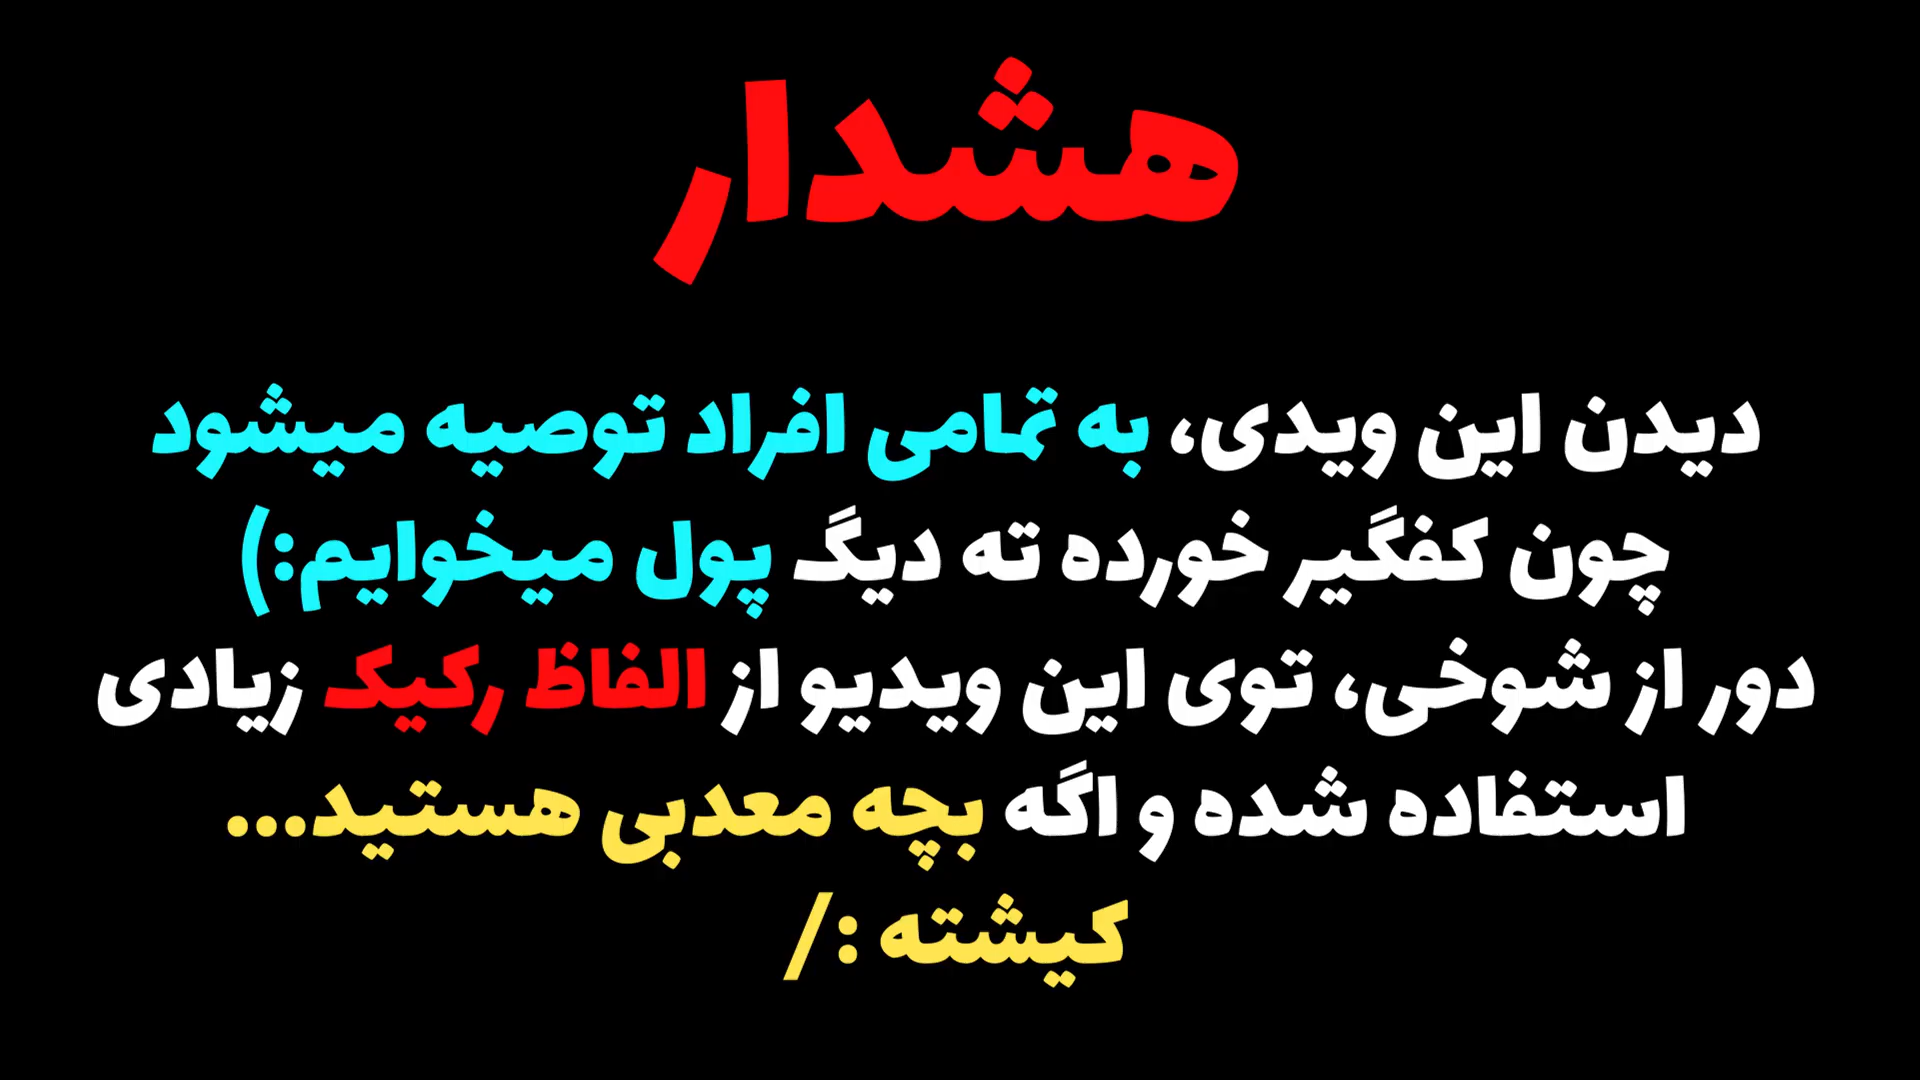 هشدار
دیدن این ویدی، به تمامی افراد توصیه میشود
چون کفگیر خورده ته دیگ پول میخوایم:)
دور از شوخی، توی این ویدیو از الفاظ رکیک زیادی
استفاده شده و اگه بچه معدبی هستید...
کیشته :/